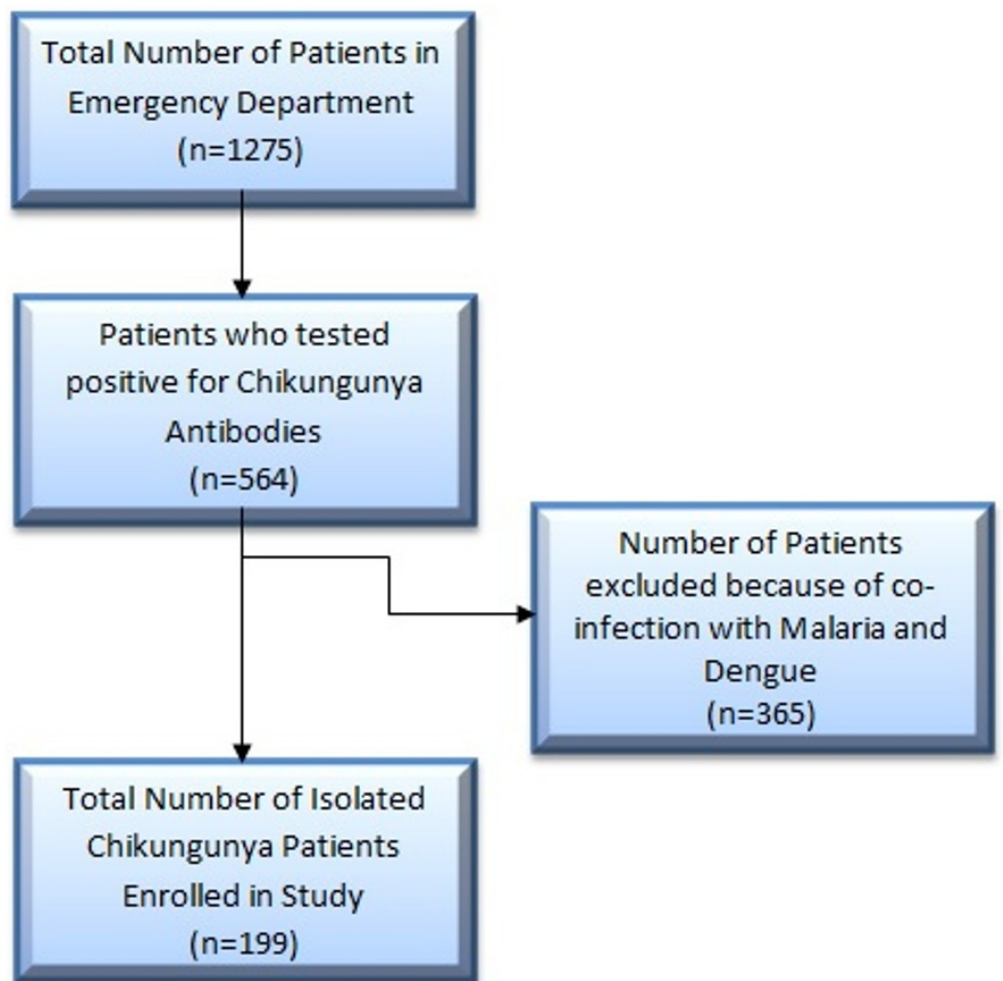 Total Number of Patients in
Emergency Department
(n=1275)
Patients who tested
positive for Chikungunya
Antibodies
(n=564)
Number of Patients
excluded because of co-
infection with Malaria and
Dengue
(n=365)
Total Number of Isolated
Chikungunya Patients
Enrolled in Study
(n=199)